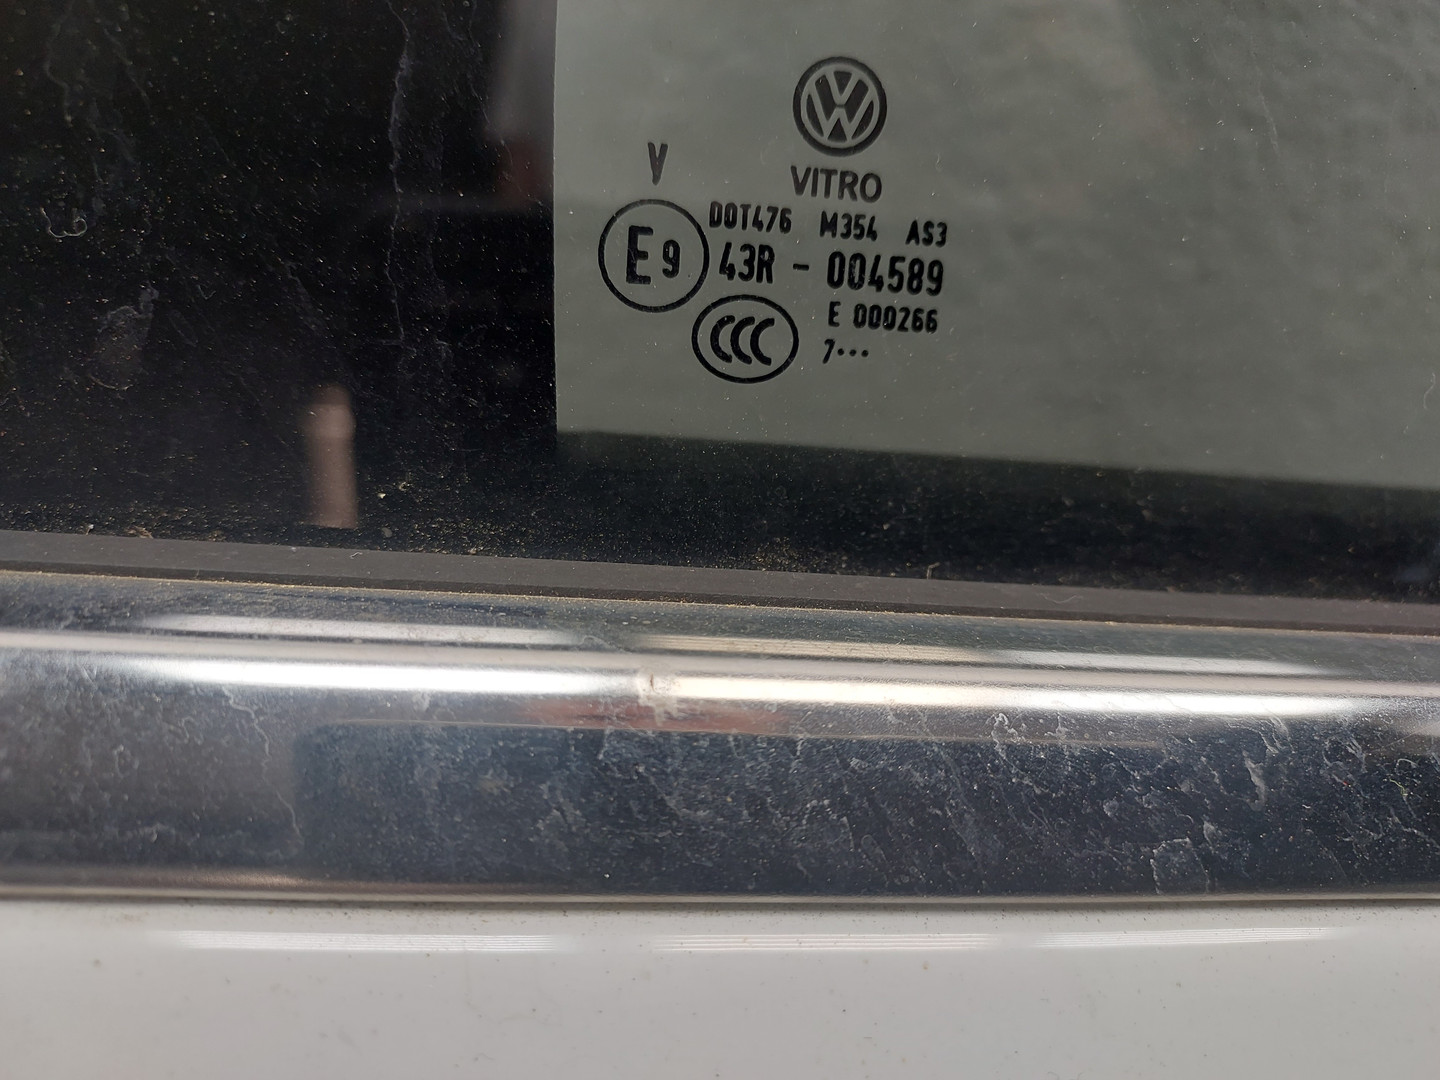 VITRO
V
DOT476 M354 AS3
E9 43R - 004589
CCC E 000266
7...